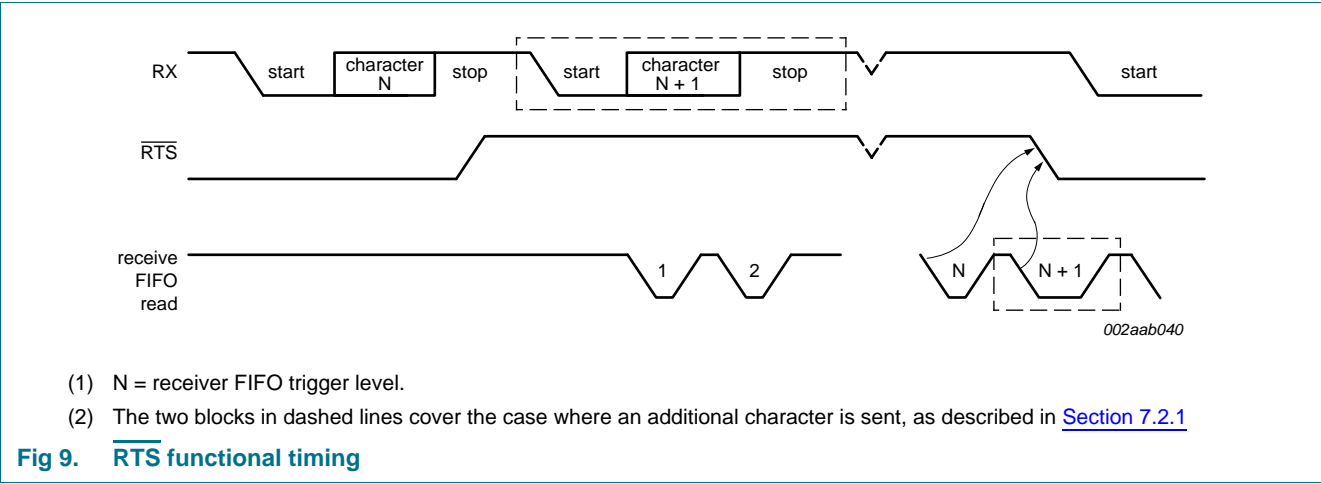 RX
start
character
N
stop
start
character
N + 1
stop
start
RTS
receive
FIFO
read
1
2
N
N + 1
002aab040
(1) N = receiver FIFO trigger level.
(2) The two blocks in dashed lines cover the case where an additional character is sent, as described in Section 7.2.1
Fig 9. RTS functional timing